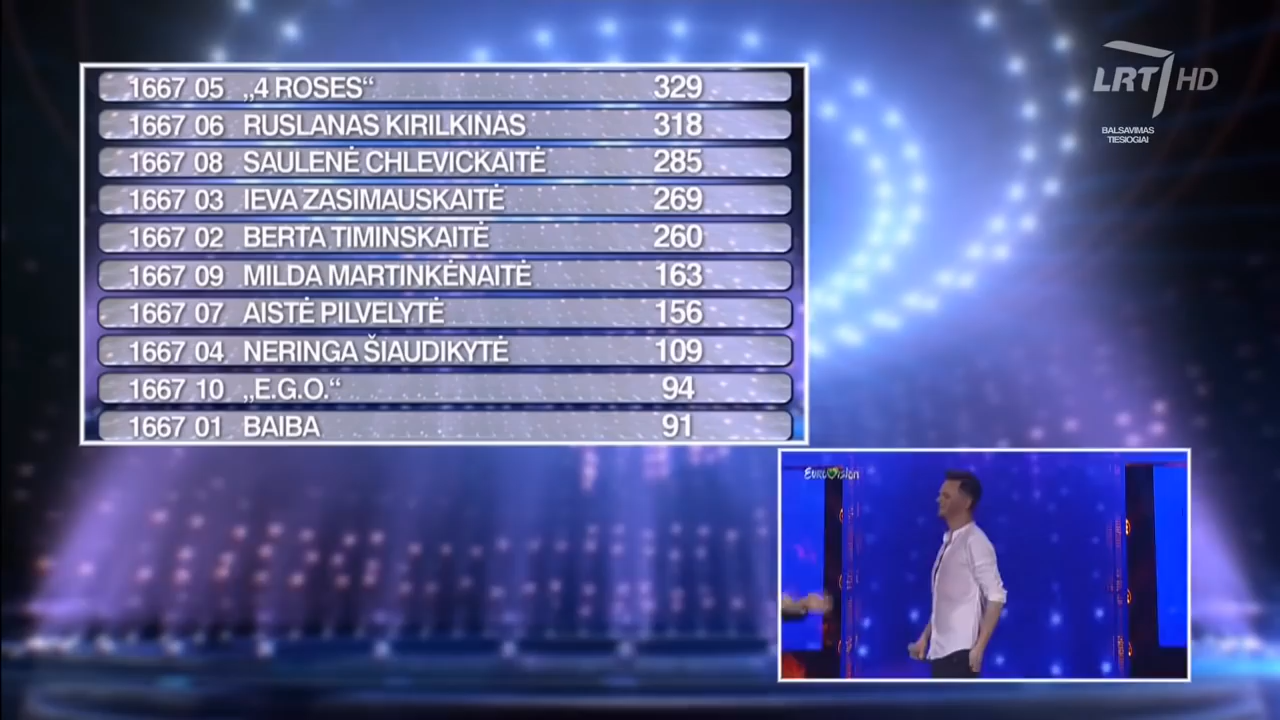 1667 05 „4 ROSES“ 329
1667 06 RUSLANAS KIRILKINAS 318
1667 08 SAULENĖ CHLEVICKAITĖ 285
1667 03 IEVA ZASIMAUSKAITĖ 269
1667 02 BERTA TIMINSKAITĖ 260
1667 09 MILDA MARTINKĖNAITĖ 163
1667 07 AISTĖ PILVELYTĖ 156
1667 04 NERINGA ŠIAUDIKYTĖ 109
1667 10 „E.G.O.“ 94
1667 01 BAIBA 91
LRT HD
BALSAVIMAS
TIESIOGIAI
EUROVISION